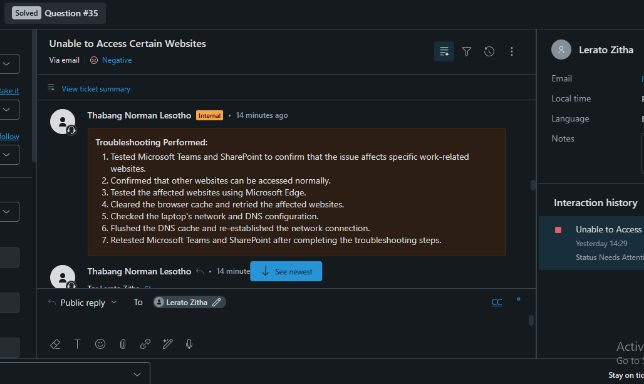 Solved Question #35
Unable to Access Certain Websites
Via email Negative
Lerato Zitha
Email
Local time
Language
Notes
take it
follow
View ticket summary
Thabang Norman Lesotho Internal • 14 minutes ago
Troubleshooting Performed:
1. Tested Microsoft Teams and SharePoint to confirm that the issue affects specific work-related
websites.
2. Confirmed that other websites can be accessed normally.
3. Tested the affected websites using Microsoft Edge.
4. Cleared the browser cache and retried the affected websites.
5. Checked the laptop's network and DNS configuration.
6. Flushed the DNS cache and re-established the network connection.
7. Retested Microsoft Teams and SharePoint after completing the troubleshooting steps.
Interaction history
Unable to Access
Yesterday 14:29
Status Needs Attenti
Thabang Norman Lesotho • 14 minute
See newest
Public reply To Lerato Zitha CC
Activ
Go to S
Stay on tic